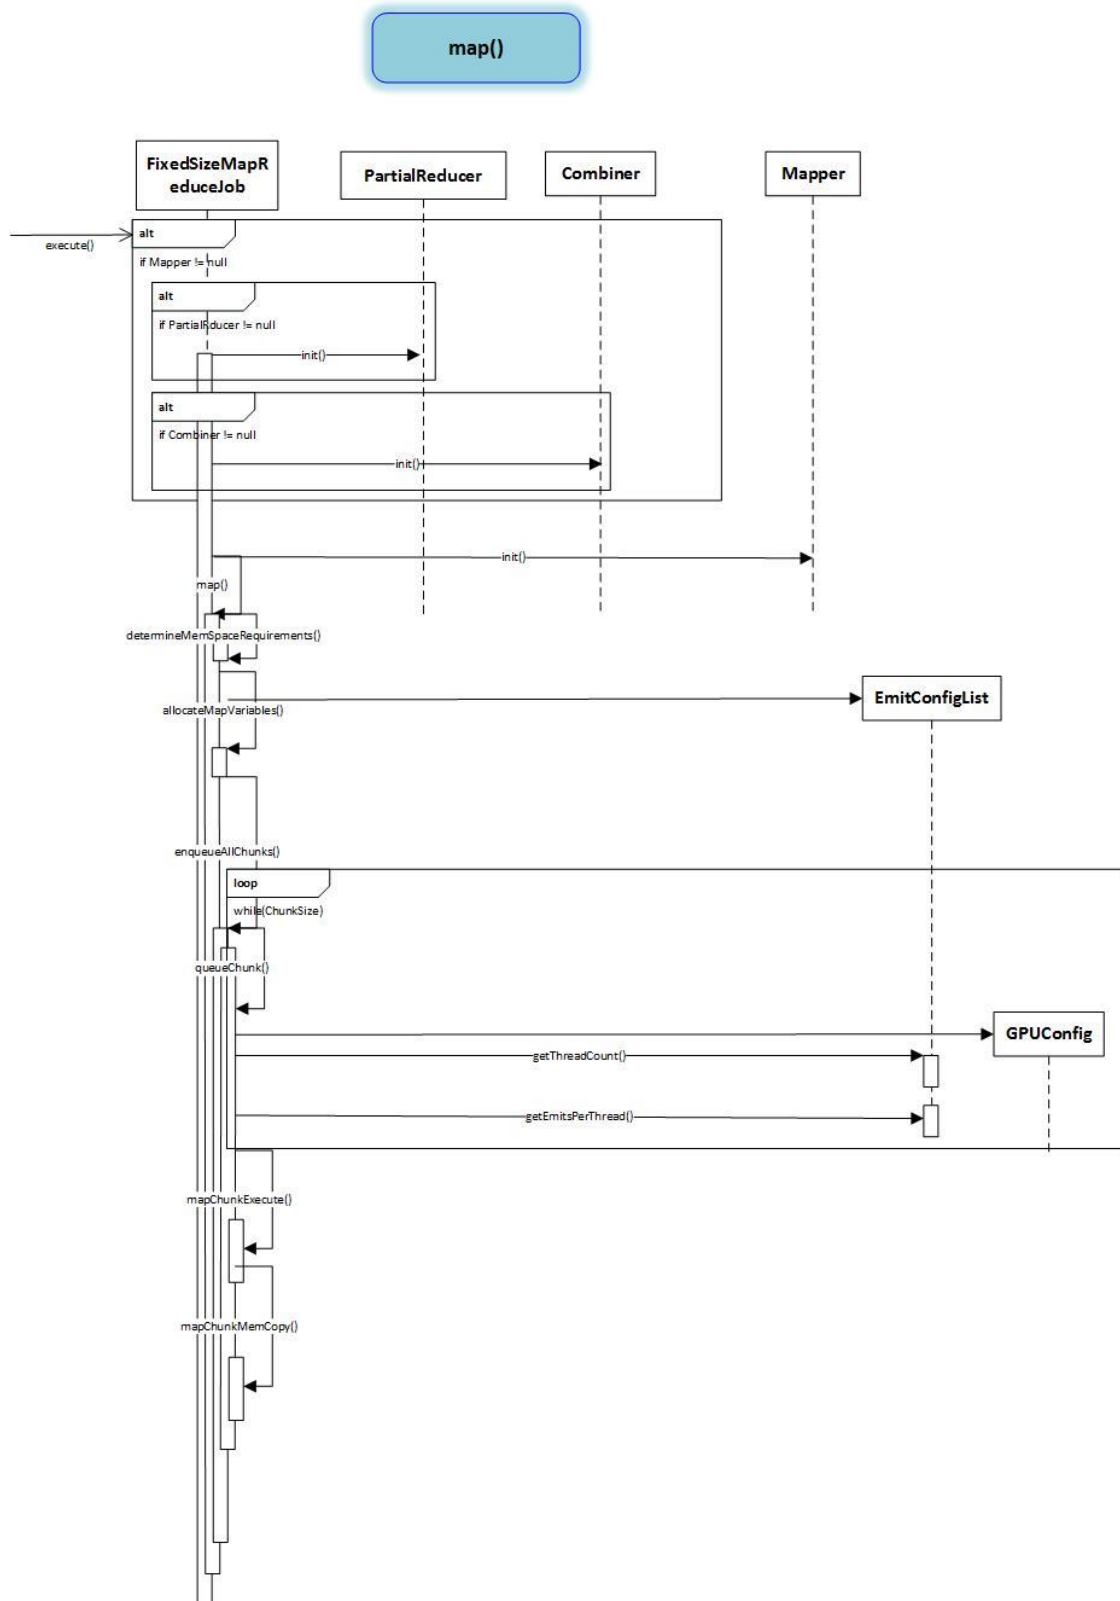 map()
FixedSizeMapR
educeJob
PartialReducer
Combiner
Mapper
execute()
alt
if Mapper != null
alt
if PartialRducer != null
init()
alt
if Combiner != null
init()
init()
map()
determineMemSpaceRequirements()
EmitConfigList
allocateMapVariables()
enqueueAllChunks()
loop
while(ChunkSize)
queueChunk()
GPUConfig
getThreadCount()
getEmitsPerThread()
mapChunkExecute()
mapChunkMemCopy()